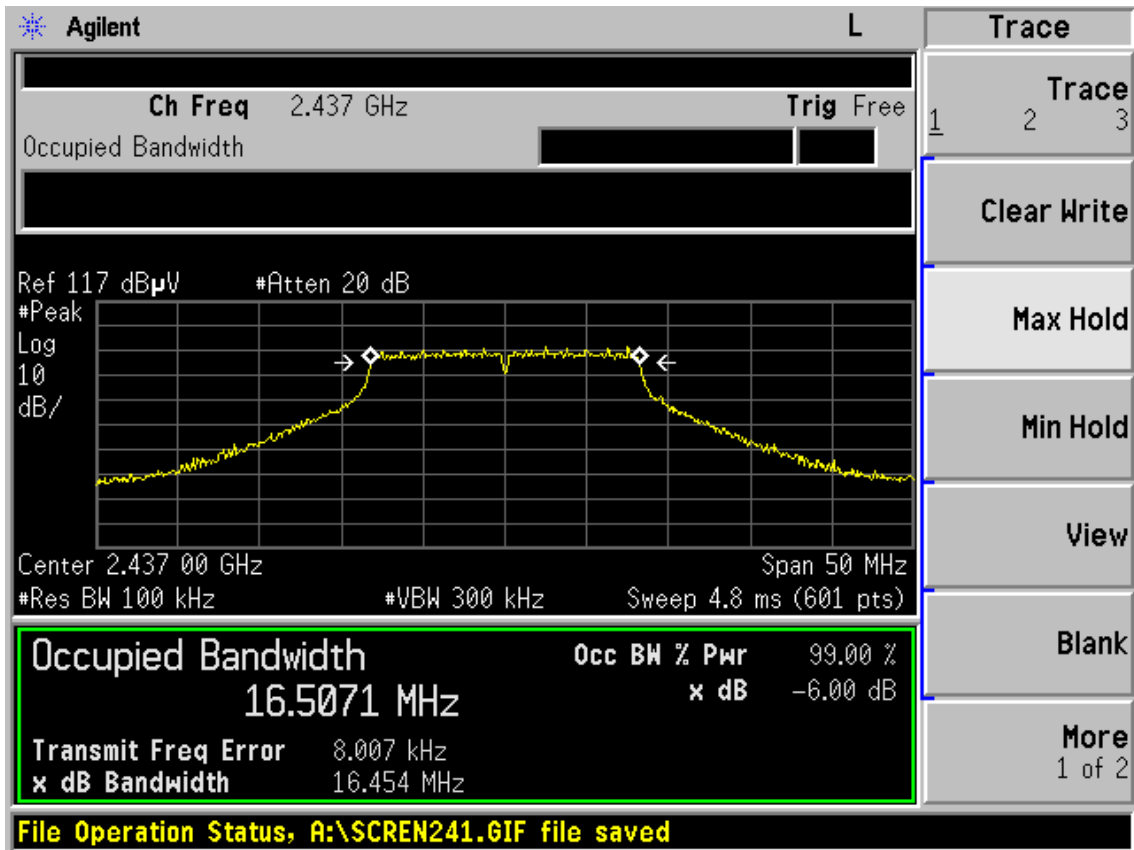 Agilent L Trace
Ch Freq 2.437 GHz Trig Free
Occupied Bandwidth
Trace
1 2 3
Clear Write
Max Hold
Min Hold
View
Blank
More
1 of 2
Ref 117 dBµV #Atten 20 dB
#Peak
Log
10
dB/
Center 2.437 00 GHz Span 50 MHz
#Res BW 100 kHz #VBW 300 kHz Sweep 4.8 ms (601 pts)
Occupied Bandwidth Occ BW % Pwr 99.00 %
16.5071 MHz x dB -6.00 dB
Transmit Freq Error 8.007 kHz
x dB Bandwidth 16.454 MHz
File Operation Status, A:\SCREN241.GIF file saved